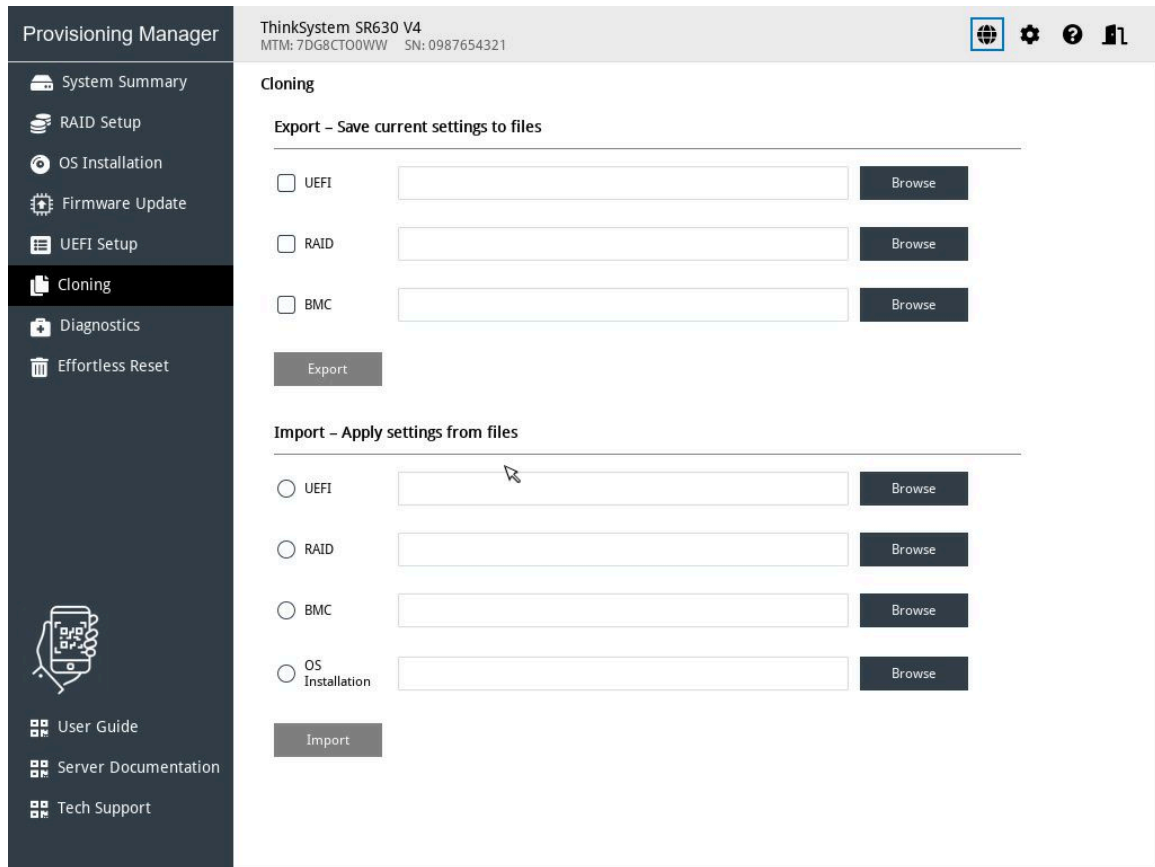 Provisioning Manager
ThinkSystem SR630 V4
MTM: 7DG8CTO0WW SN: 0987654321
System Summary
RAID Setup
OS Installation
Firmware Update
UEFI Setup
Cloning
Diagnostics
Effortless Reset
User Guide
Server Documentation
Tech Support
Cloning
Export – Save current settings to files
UEFI Browse
RAID Browse
BMC Browse
Export
Import – Apply settings from files
UEFI Browse
RAID Browse
BMC Browse
OS
Installation Browse
Import